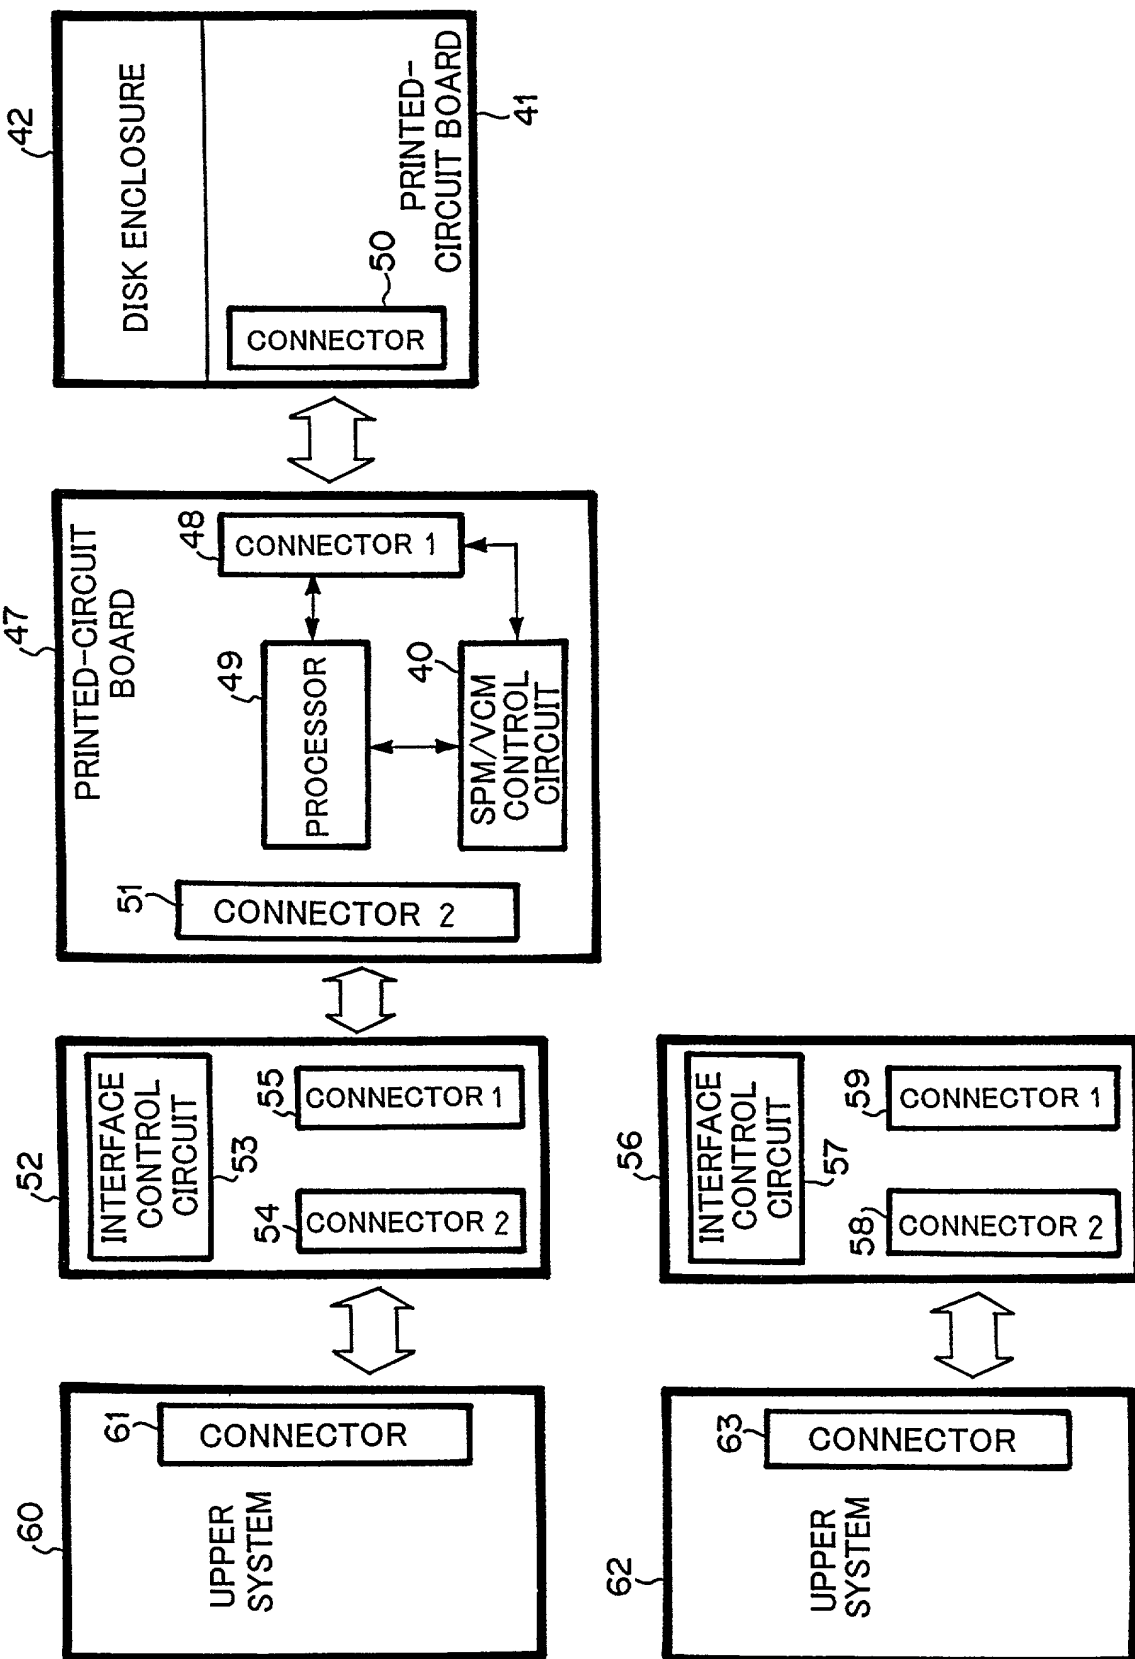 60
UPPER
SYSTEM
61
CONNECTOR
52
INTERFACE
CONTROL
CIRCUIT
53
54
CONNECTOR 2
55
CONNECTOR 1
47
PRINTED-CIRCUIT
BOARD
51
CONNECTOR 2
49
PROCESSOR
40
SPM/VCM
CONTROL
CIRCUIT
48
CONNECTOR 1
42
DISK ENCLOSURE
50
CONNECTOR
PRINTED-
CIRCUIT BOARD
41
62
UPPER
SYSTEM
63
CONNECTOR
56
INTERFACE
CONTROL
CIRCUIT
57
58
CONNECTOR 2
59
CONNECTOR 1